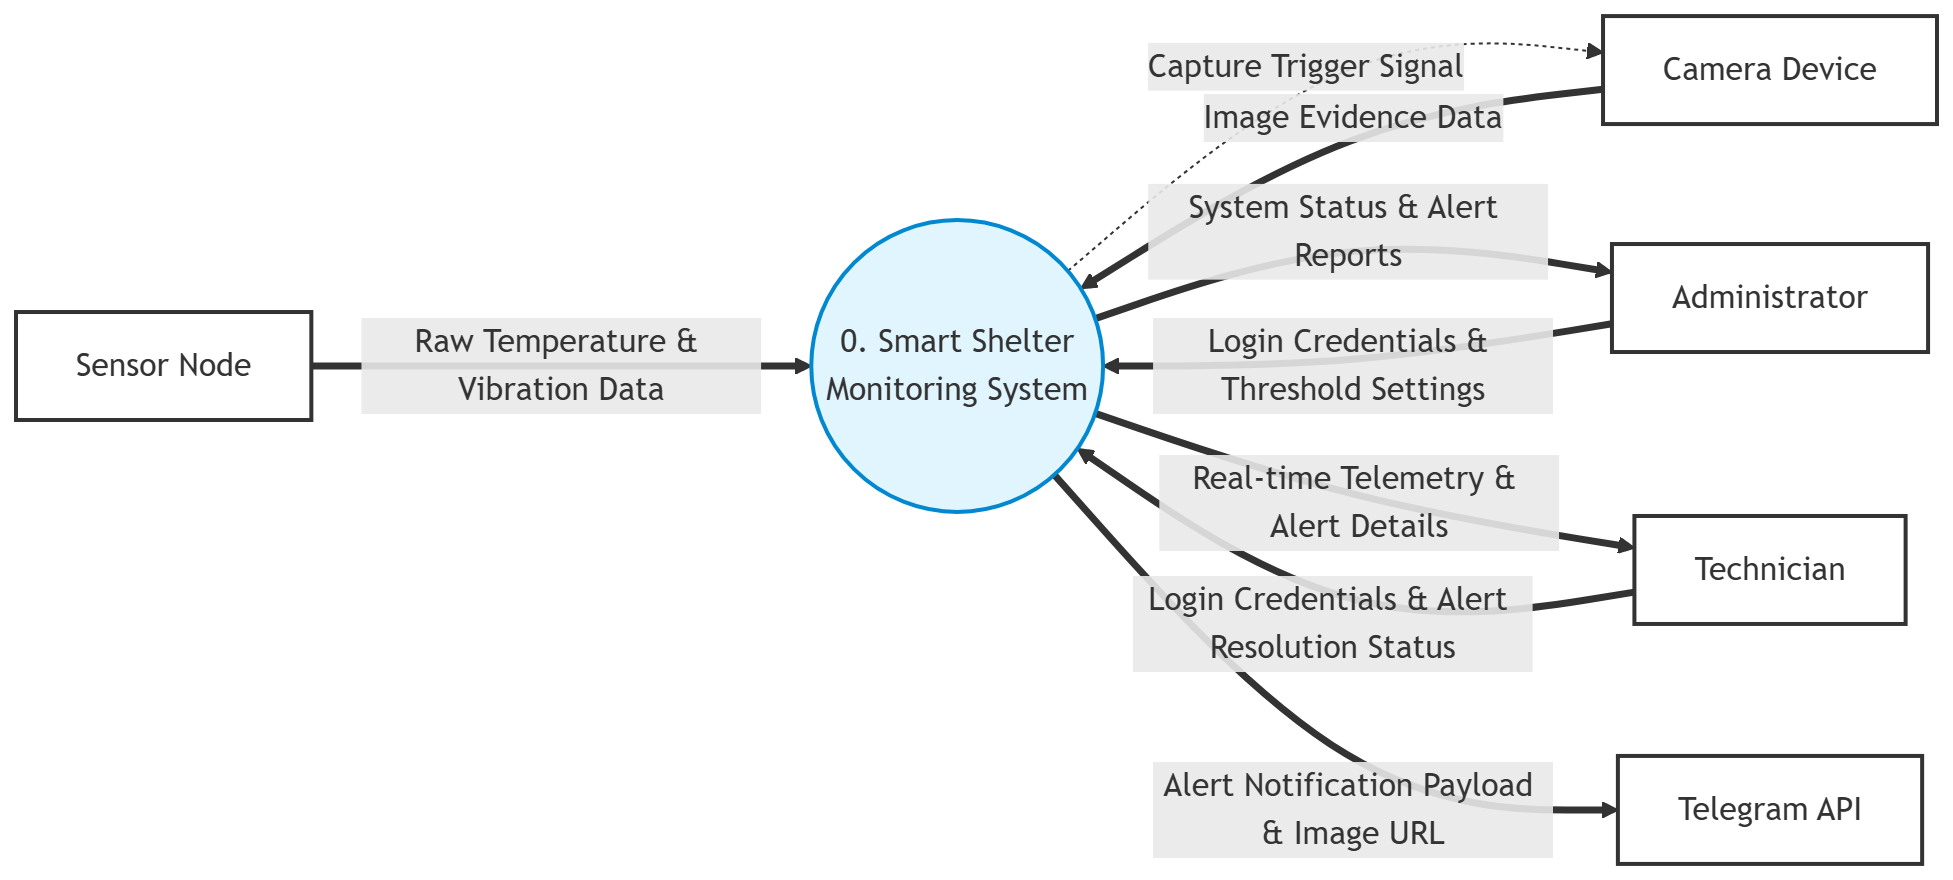 Capture Trigger Signal
Camera Device
Image Evidence Data
System Status & Alert
Reports
Administrator
Sensor Node
Raw Temperature &
Vibration Data
0. Smart Shelter
Monitoring System
Login Credentials &
Threshold Settings
Real-time Telemetry &
Alert Details
Technician
Login Credentials & Alert
Resolution Status
Alert Notification Payload
& Image URL
Telegram API